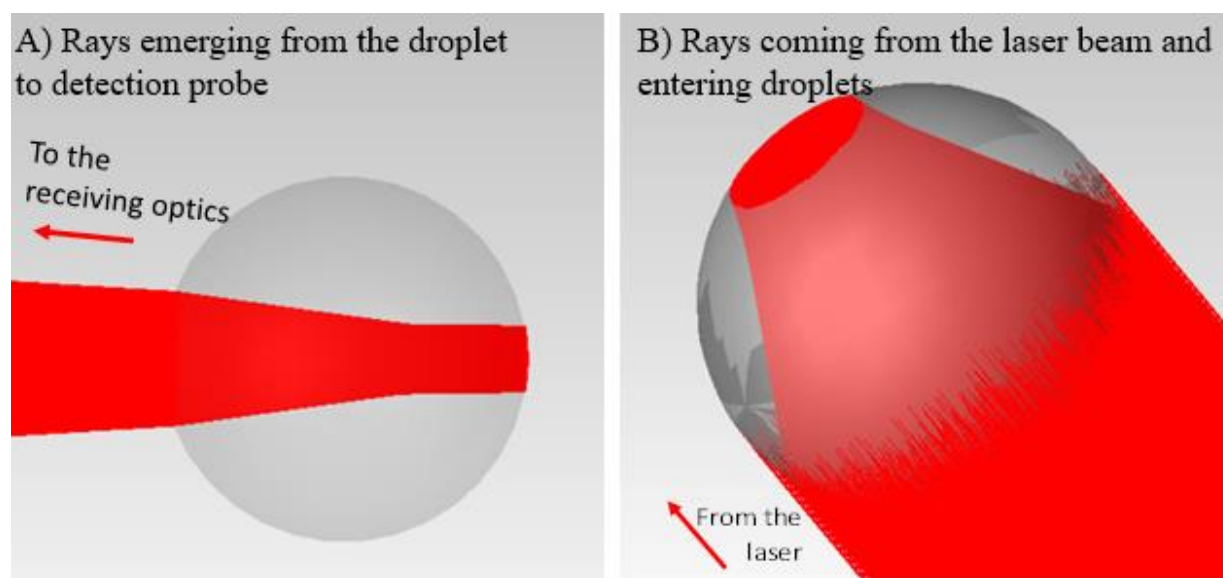 A) Rays emerging from the droplet
to detection probe
To the
receiving optics
B) Rays coming from the laser beam and
entering droplets
From the
laser